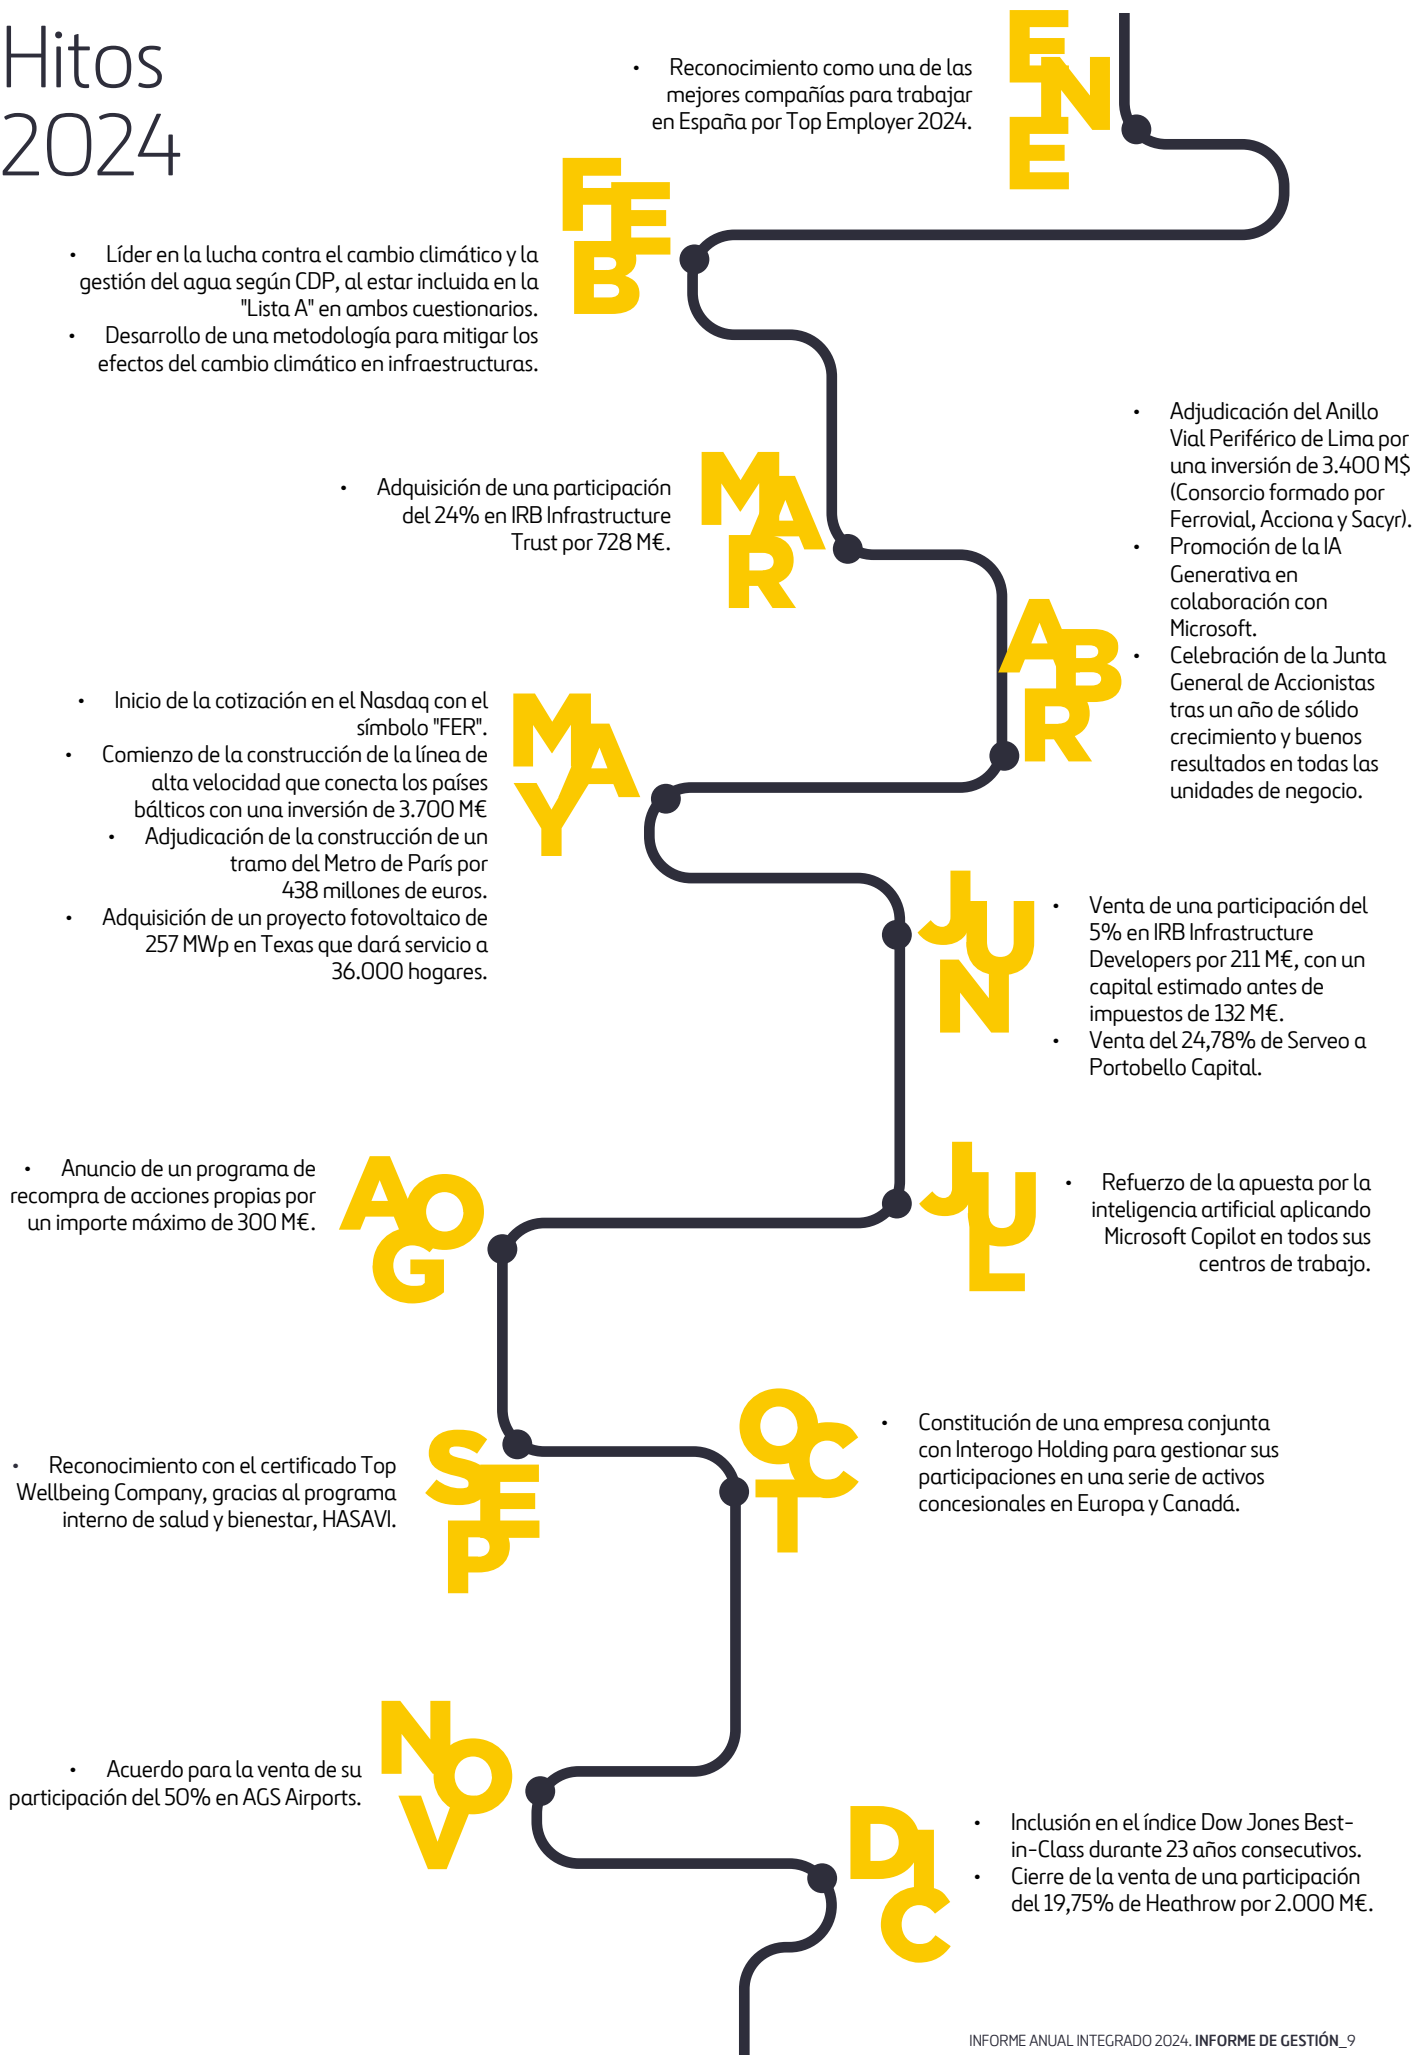 Hitos
2024
ENE
• Reconocimiento como una de las
mejores compañías para trabajar
en España por Top Employer 2024.
FEB
• Líder en la lucha contra el cambio climático y la
gestión del agua según CDP, al estar incluida en la
"Lista A" en ambos cuestionarios.
• Desarrollo de una metodología para mitigar los
efectos del cambio climático en infraestructuras.
MAR
• Adquisición de una participación
del 24% en IRB Infrastructure
Trust por 728 M€.
ABR
• Adjudicación del Anillo
Vial Periférico de Lima por
una inversión de 3.400 M$
(Consorcio formado por
Ferrovial, Acciona y Sacyr).
• Promoción de la IA
Generativa en
colaboración con
Microsoft.
• Celebración de la Junta
General de Accionistas
tras un año de sólido
crecimiento y buenos
resultados en todas las
unidades de negocio.
MAY
• Inicio de la cotización en el Nasdaq con el
símbolo "FER".
• Comienzo de la construcción de la línea de
alta velocidad que conecta los países
bálticos con una inversión de 3.700 M€
• Adjudicación de la construcción de un
tramo del Metro de París por
438 millones de euros.
• Adquisición de un proyecto fotovoltaico de
257 MWp en Texas que dará servicio a
36.000 hogares.
JUN
• Venta de una participación del
5% en IRB Infrastructure
Developers por 211 M€, con un
capital estimado antes de
impuestos de 132 M€.
• Venta del 24,78% de Serveo a
Portobello Capital.
JUL
• Refuerzo de la apuesta por la
inteligencia artificial aplicando
Microsoft Copilot en todos sus
centros de trabajo.
AOG
• Anuncio de un programa de
recompra de acciones propias por
un importe máximo de 300 M€.
SEP
• Reconocimiento con el certificado Top
Wellbeing Company, gracias al programa
interno de salud y bienestar, HASAVI.
OCT
• Constitución de una empresa conjunta
con Interogo Holding para gestionar sus
participaciones en una serie de activos
concesionales en Europa y Canadá.
NOV
• Acuerdo para la venta de su
participación del 50% en AGS Airports.
DIC
• Inclusión en el índice Dow Jones Best-
in-Class durante 23 años consecutivos.
• Cierre de la venta de una participación
del 19,75% de Heathrow por 2.000 M€.
INFORME ANUAL INTEGRADO 2024. INFORME DE GESTIÓN_9